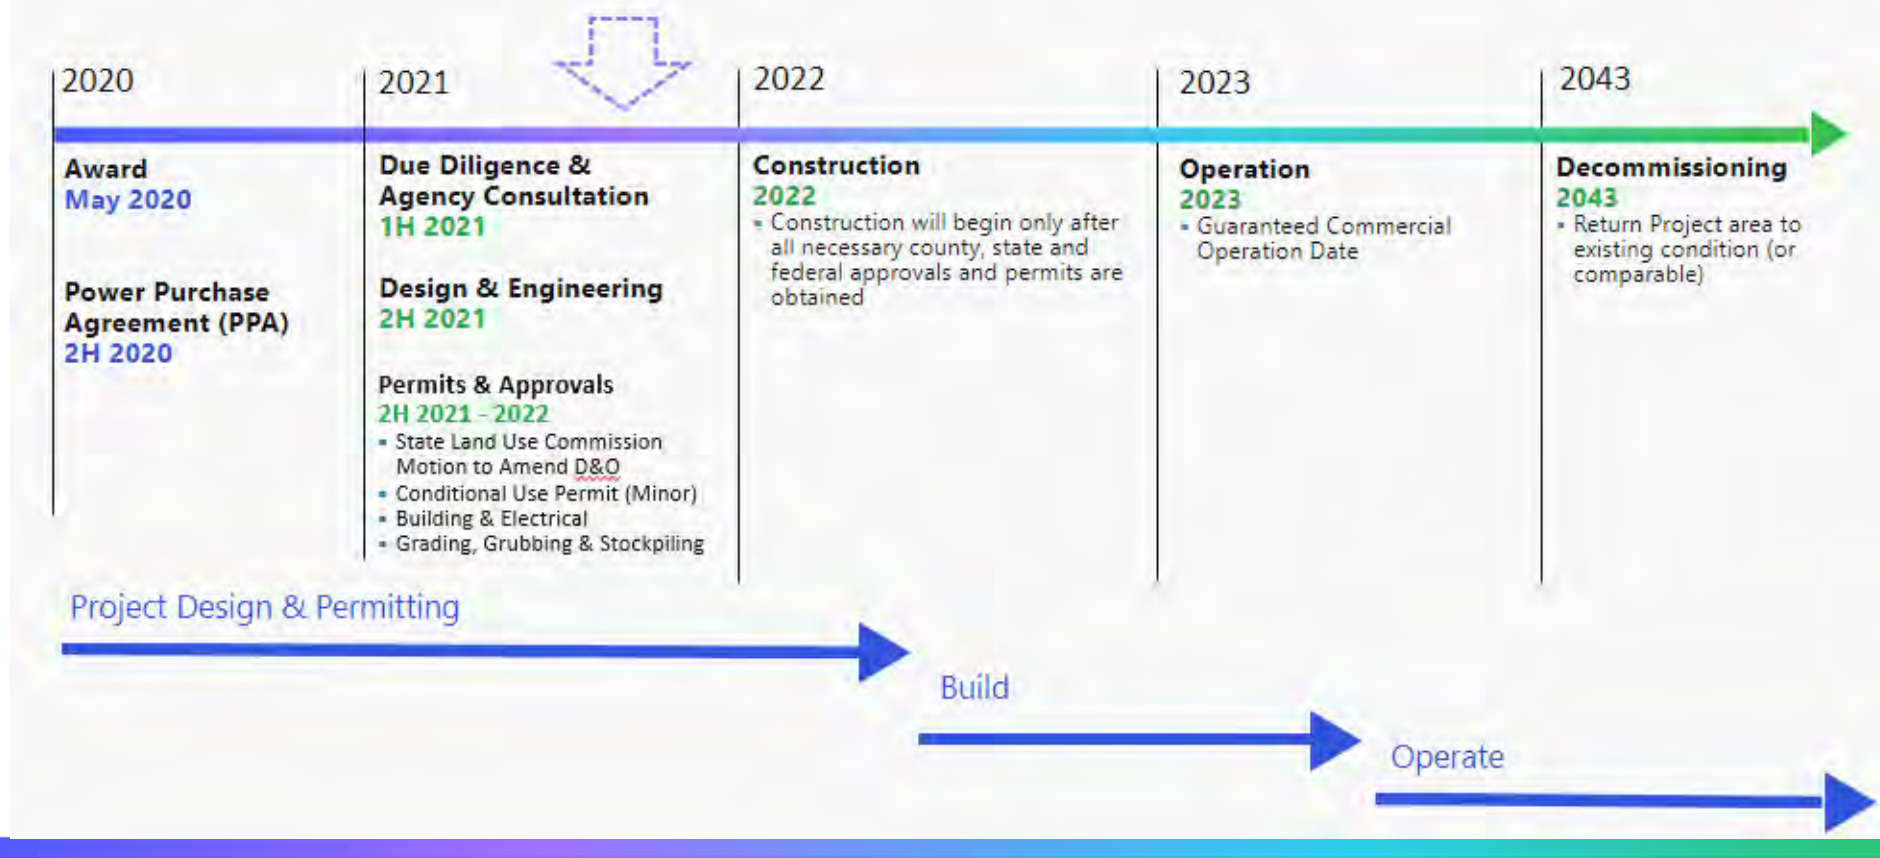 2020
Award
May 2020
Power Purchase
Agreement (PPA)
2H 2020
2021
Due Diligence &
Agency Consultation
1H 2021
Design & Engineering
2H 2021
Permits & Approvals
2H 2021 - 2022
▪ State Land Use Commission
Motion to Amend D&O
▪ Conditional Use Permit (Minor)
▪ Building & Electrical
▪ Grading, Grubbing & Stockpiling
2022
Construction
2022
▪ Construction will begin only after
all necessary county, state and
federal approvals and permits are
obtained
2023
Operation
2023
▪ Guaranteed Commercial
Operation Date
2043
Decommissioning
2043
▪ Return Project area to
existing condition (or
comparable)
Project Design & Permitting
Build
Operate